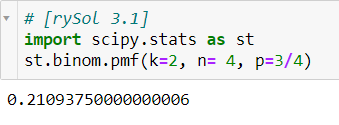 # [rySol 3.1]
import scipy.stats as st
st.binom.pmf(k=2, n= 4, p=3/4)
0.21093750000000006